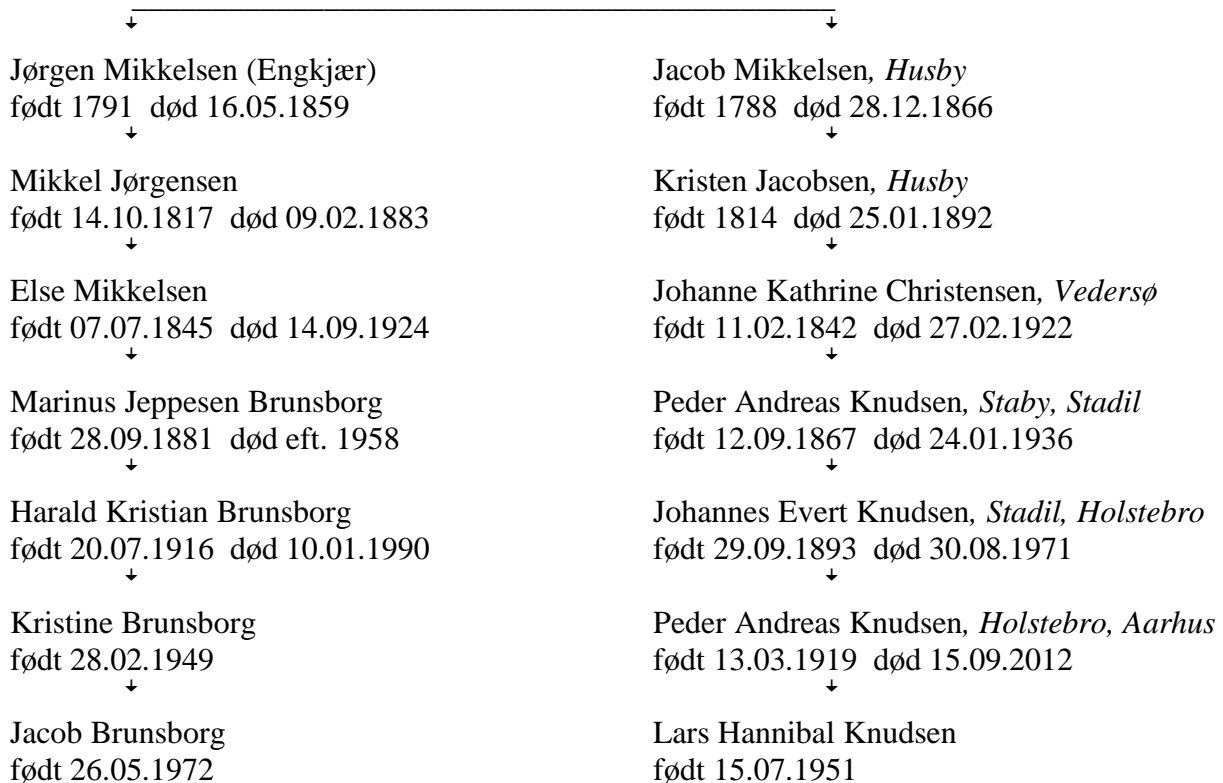 Jørgen Mikkelsen (Engkjær)
født 1791 død 16.05.1859
Mikkel Jørgensen
født 14.10.1817 død 09.02.1883
Else Mikkelsen
født 07.07.1845 død 14.09.1924
Marinus Jeppesen Brunsborg
født 28.09.1881 død eft. 1958
Harald Kristian Brunsborg
født 20.07.1916 død 10.01.1990
Kristine Brunsborg
født 28.02.1949
Jacob Brunsborg
født 26.05.1972
Jacob Mikkelsen, Husby
født 1788 død 28.12.1866
Kristen Jacobsen, Husby
født 1814 død 25.01.1892
Johanne Kathrine Christensen, Vedersø
født 11.02.1842 død 27.02.1922
Peder Andreas Knudsen, Staby, Stadil
født 12.09.1867 død 24.01.1936
Johannes Evert Knudsen, Stadil, Holstebro
født 29.09.1893 død 30.08.1971
Peder Andreas Knudsen, Holstebro, Aarhus
født 13.03.1919 død 15.09.2012
Lars Hannibal Knudsen
født 15.07.1951